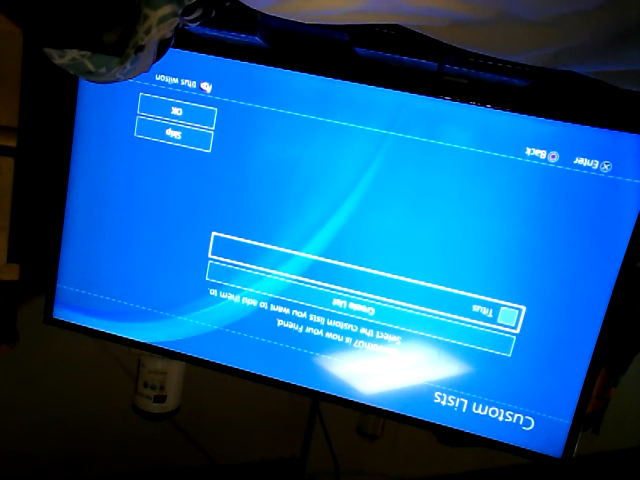 Custom Lists
is now your Friend.
Select the custom lists you want to add them to.
Create List
Titus
Enter
Back
Skip
OK
titus wilson